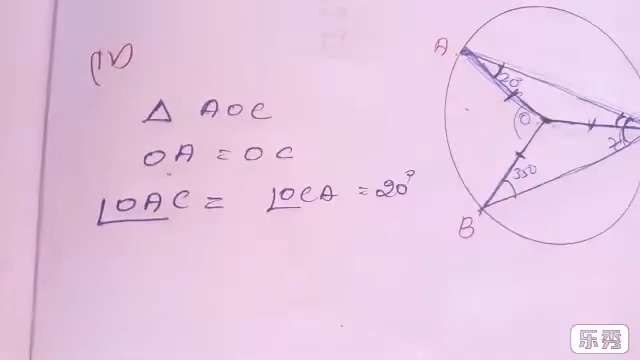 (iv)
A
20°
△ AOC
O
x
OA = OC
35°
∠OAC = ∠OCA = 20°
B
乐秀